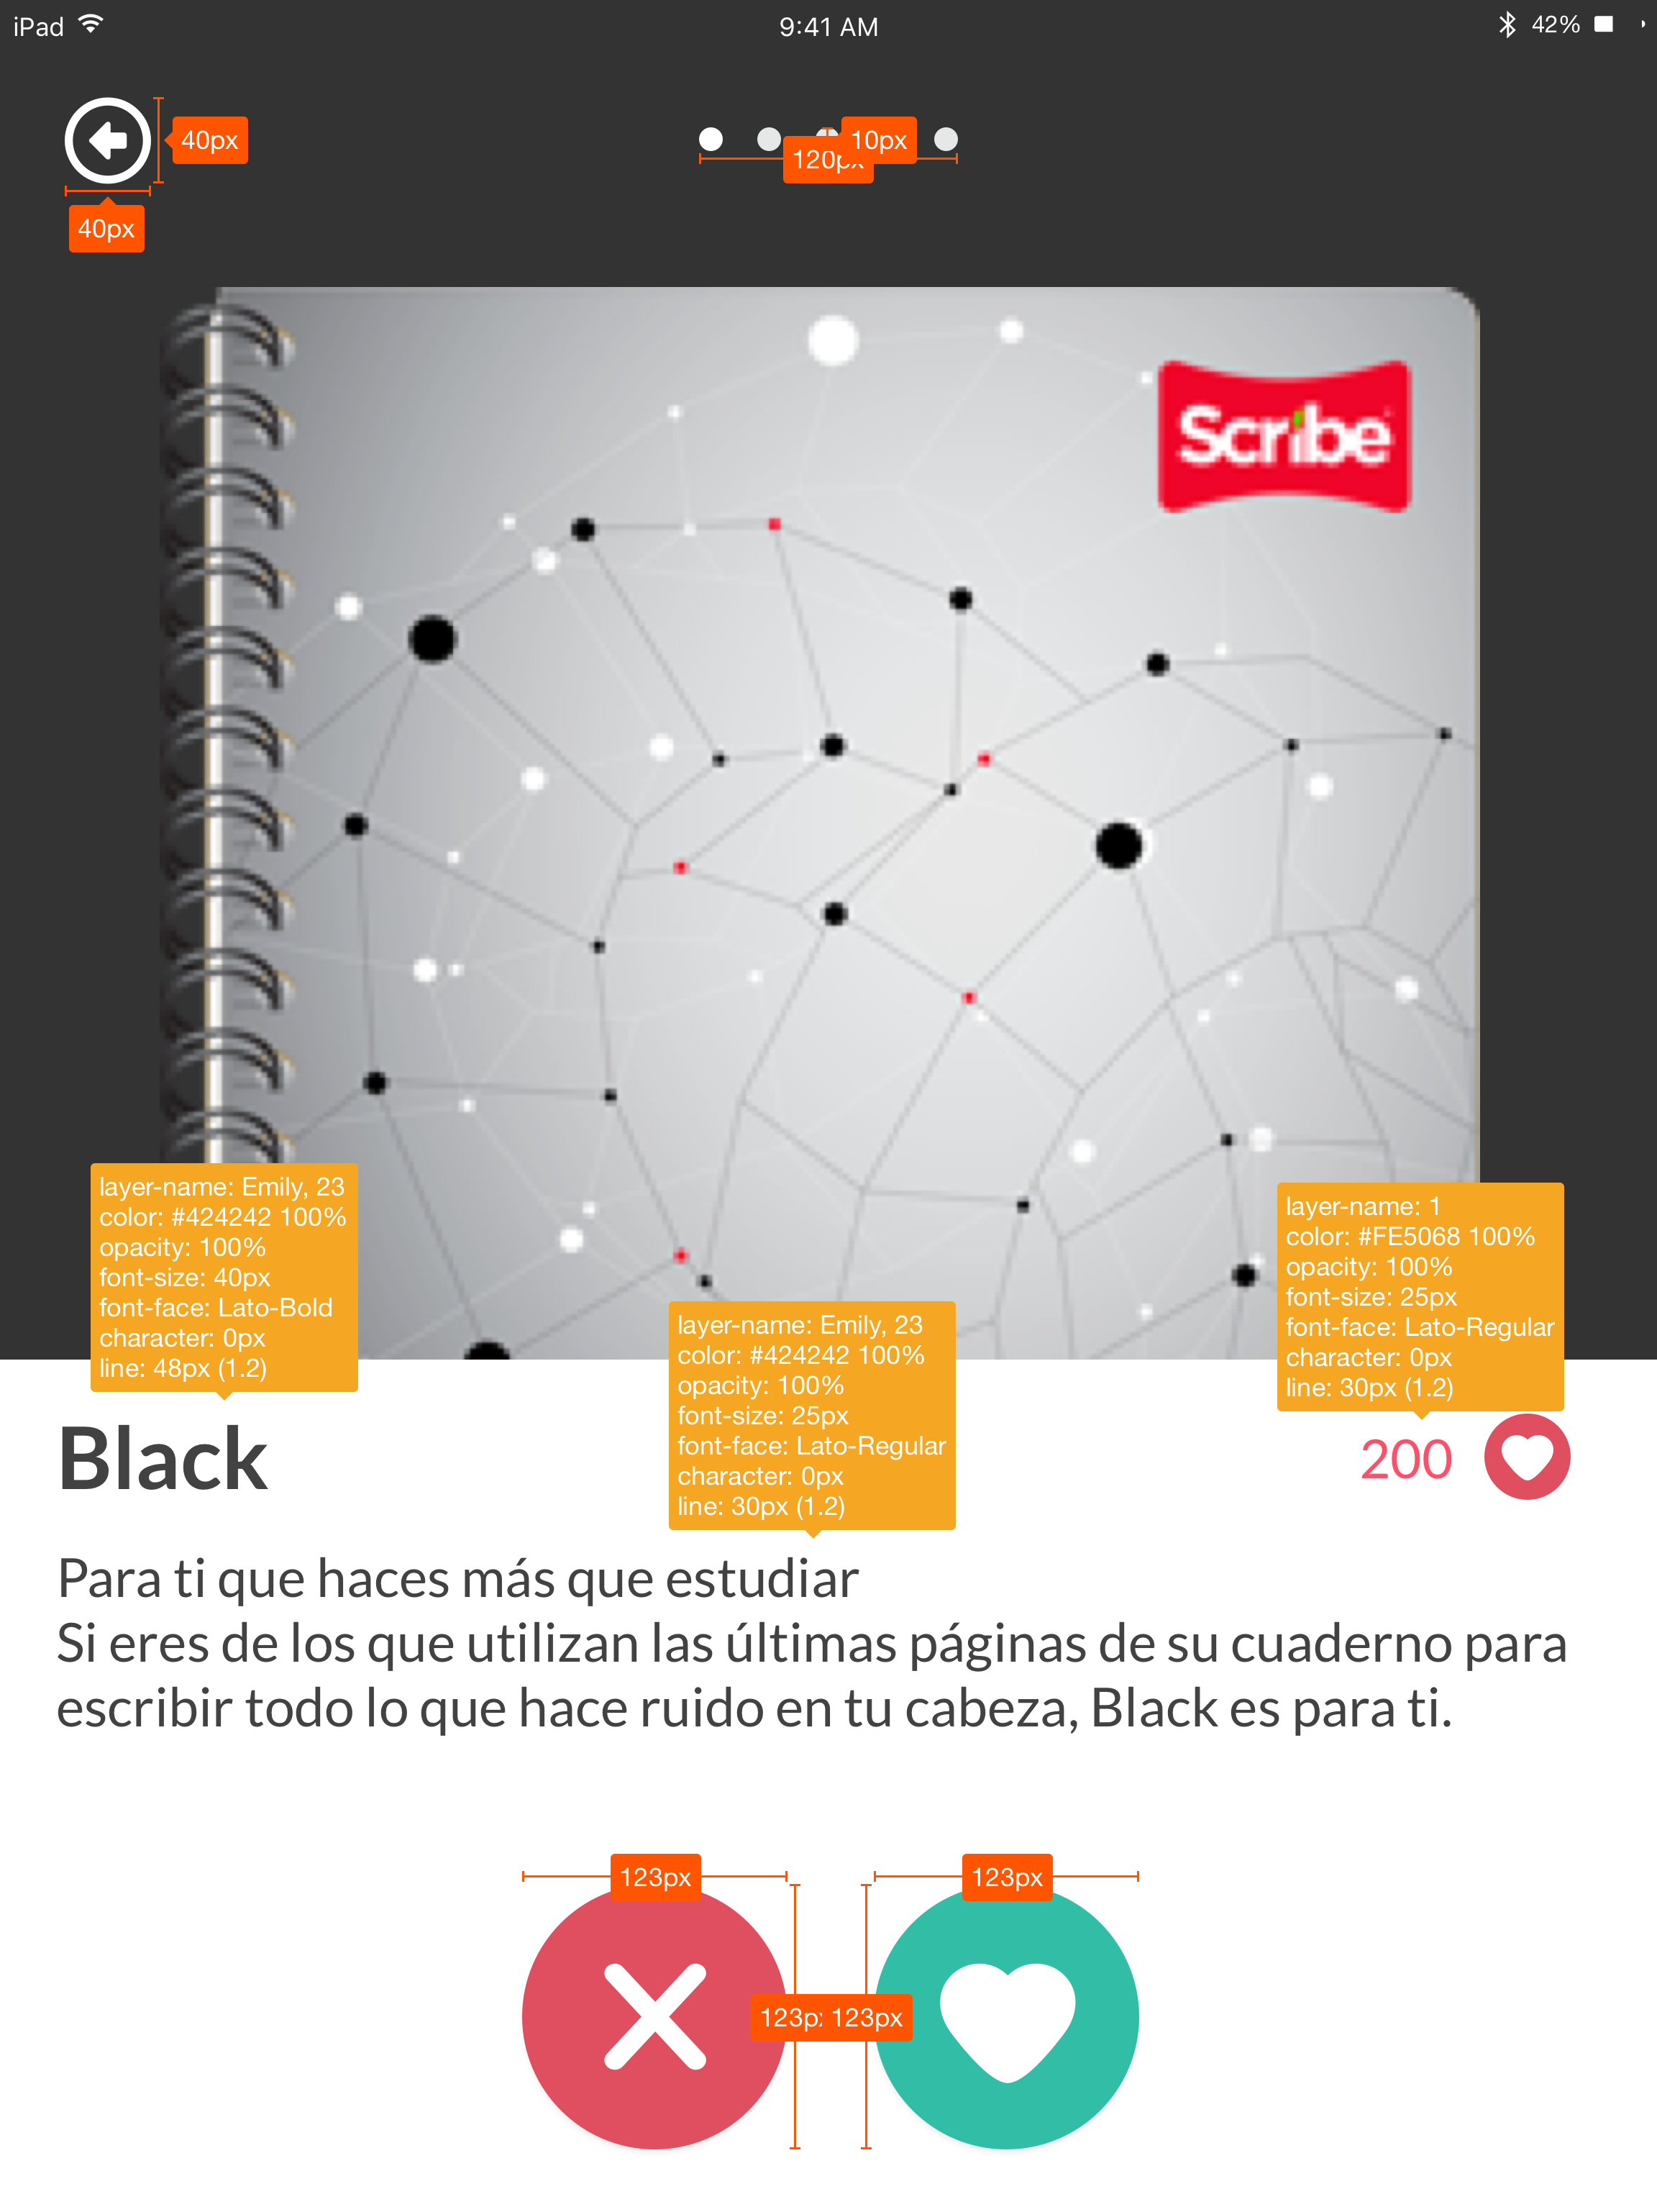 iPad
9:41 AM
42%
40px
40px
120px
10px
Scribe
layer-name: Emily, 23
color: #424242 100%
opacity: 100%
font-size: 40px
font-face: Lato-Bold
character: 0px
line: 48px (1.2)
layer-name: Emily, 23
color: #424242 100%
opacity: 100%
font-size: 25px
font-face: Lato-Regular
character: 0px
line: 30px (1.2)
layer-name: 1
color: #FE5068 100%
opacity: 100%
font-size: 25px
font-face: Lato-Regular
character: 0px
line: 30px (1.2)
Black
200
Para ti que haces más que estudiar
Si eres de los que utilizan las últimas páginas de su cuaderno para
escribir todo lo que hace ruido en tu cabeza, Black es para ti.
123px
123px
123px
123px